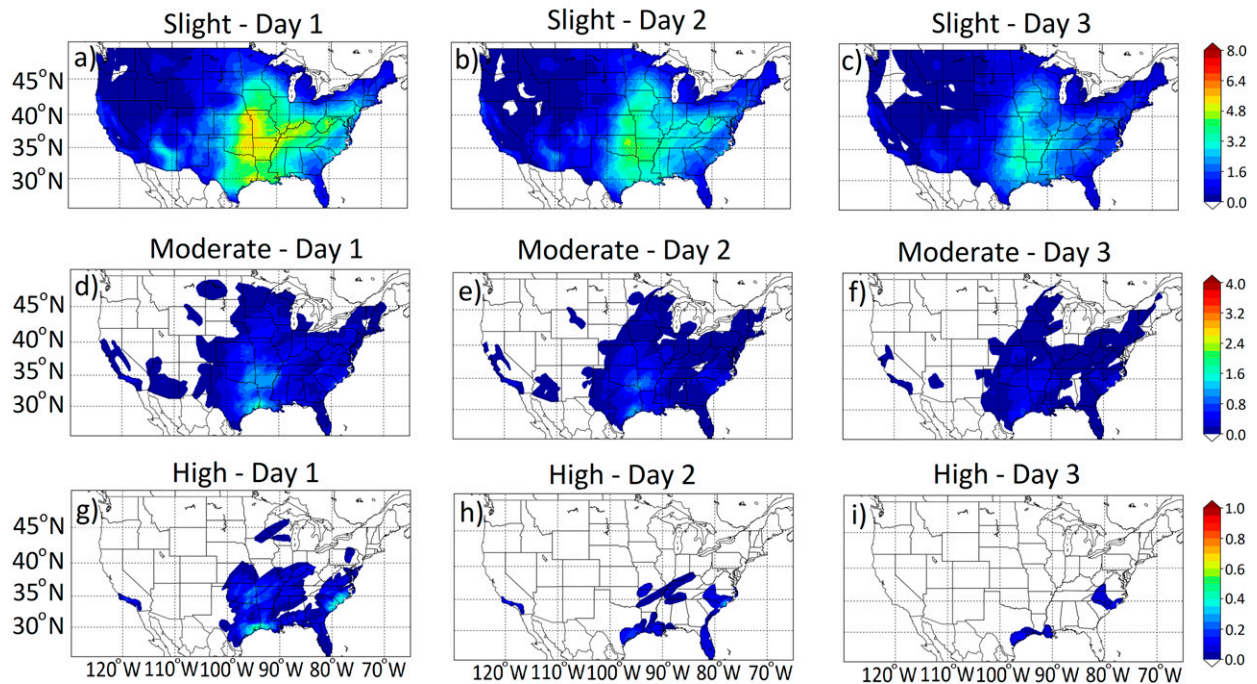 Slight - Day 1
Slight - Day 2
Slight - Day 3
a)
b)
c)
45°N
40°N
35°N
30°N
8.0
6.4
4.8
3.2
1.6
0.0
Moderate - Day 1
Moderate - Day 2
Moderate - Day 3
d)
e)
f)
45°N
40°N
35°N
30°N
4.0
3.2
2.4
1.6
0.8
0.0
High - Day 1
High - Day 2
High - Day 3
g)
h)
i)
45°N
40°N
35°N
30°N
1.0
0.8
0.6
0.4
0.2
0.0
120°W 110°W 100°W 90°W 80°W 70°W
120°W 110°W 100°W 90°W 80°W 70°W
120°W 110°W 100°W 90°W 80°W 70°W